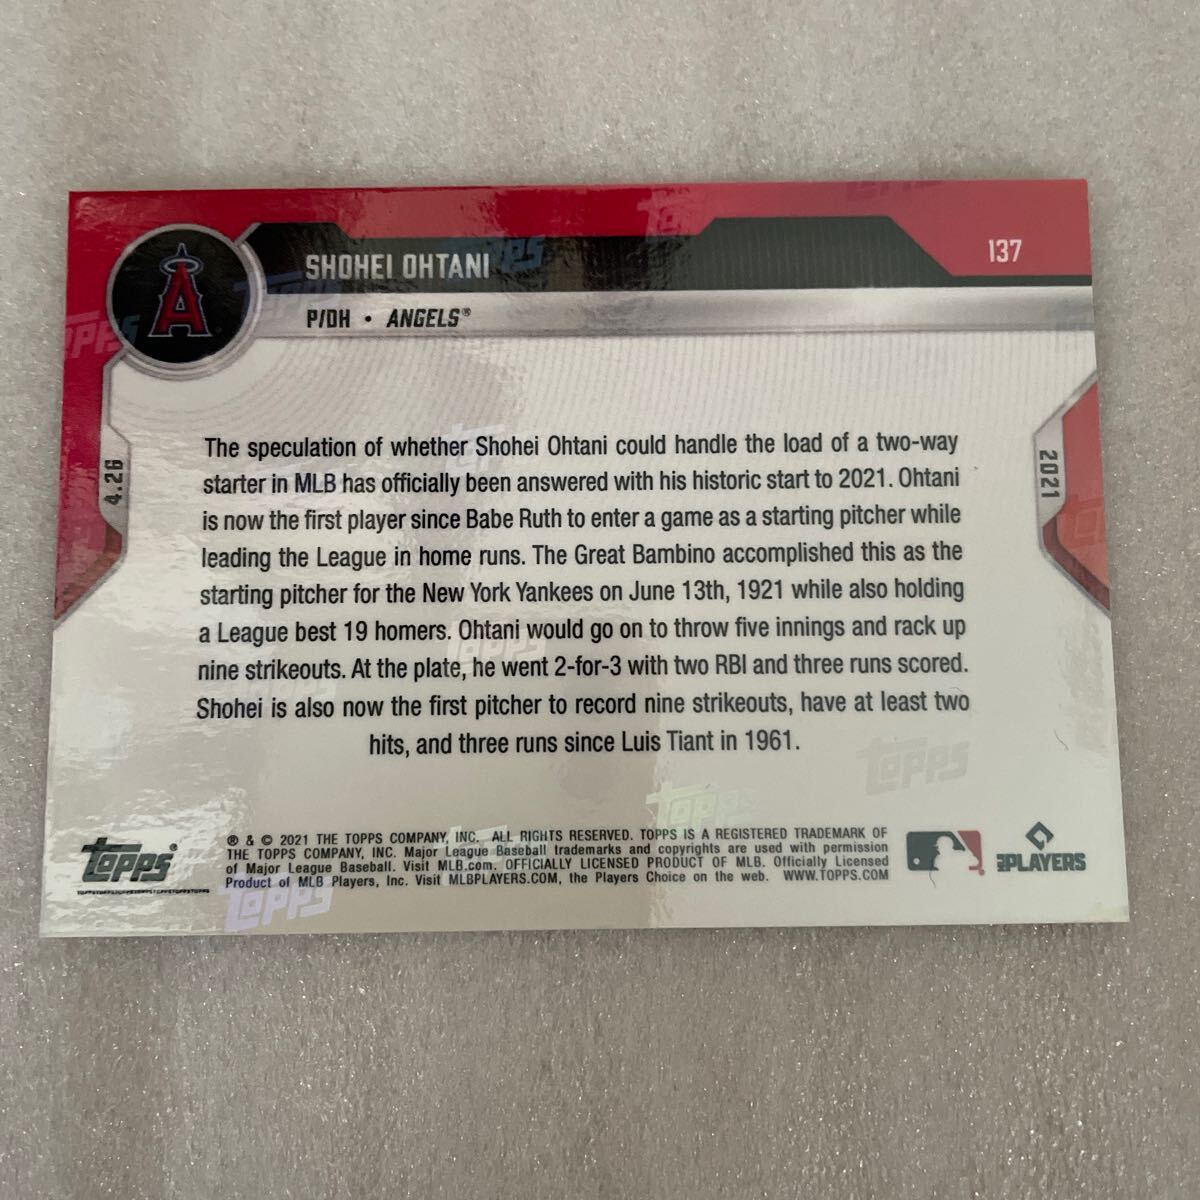 SHOHEI OHTANI
137
P/DH • ANGELS®
4.26
2021
The speculation of whether Shohei Ohtani could handle the load of a two-way
starter in MLB has officially been answered with his historic start to 2021. Ohtani
is now the first player since Babe Ruth to enter a game as a starting pitcher while
leading the League in home runs. The Great Bambino accomplished this as the
starting pitcher for the New York Yankees on June 13th, 1921 while also holding
a League best 19 homers. Ohtani would go on to throw five innings and rack up
nine strikeouts. At the plate, he went 2-for-3 with two RBI and three runs scored.
Shohei is also now the first pitcher to record nine strikeouts, have at least two
hits, and three runs since Luis Tiant in 1961.
Topps®
® & © 2021 THE TOPPS COMPANY, INC. ALL RIGHTS RESERVED. TOPPS IS A REGISTERED TRADEMARK OF
THE TOPPS COMPANY, INC. Major League Baseball trademarks and copyrights are used with permission
of Major League Baseball. Visit MLB.com. OFFICIALLY LICENSED PRODUCT OF MLB. Officially Licensed
Product of MLB Players, Inc. Visit MLBPLAYERS.COM, the Players Choice on the web. WWW.TOPPS.COM
MLBPLAYERS